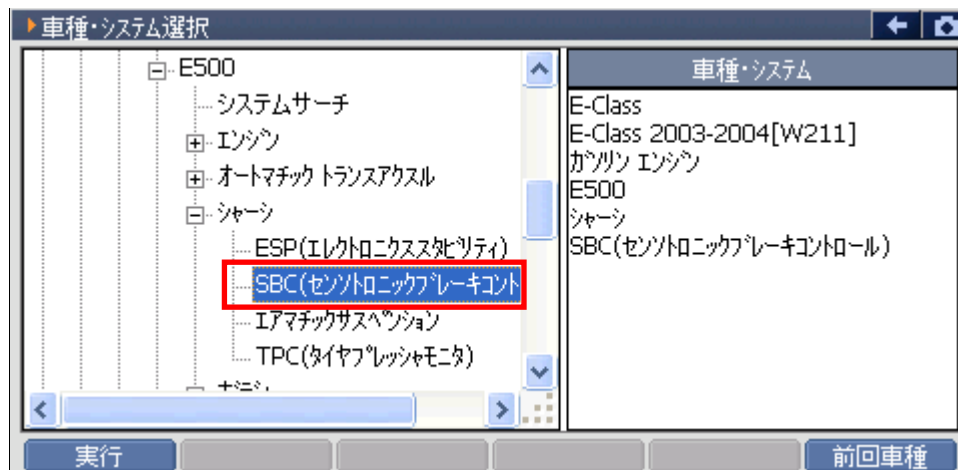 車種・システム選択
E500
システムサーチ
エンジン
オートマチック トランスアクスル
シャーシ
ESP(エレクトロニクススタビリティ)
SBC(センソトロニックブレーキコント
エアマチックサスペンション
TPC(タイヤプレッシャモニタ)
車種・システム
E-Class
E-Class 2003-2004[W211]
ガソリン エンジン
E500
シャーシ
SBC(センソトロニックブレーキコントロール)
実行
前回車種